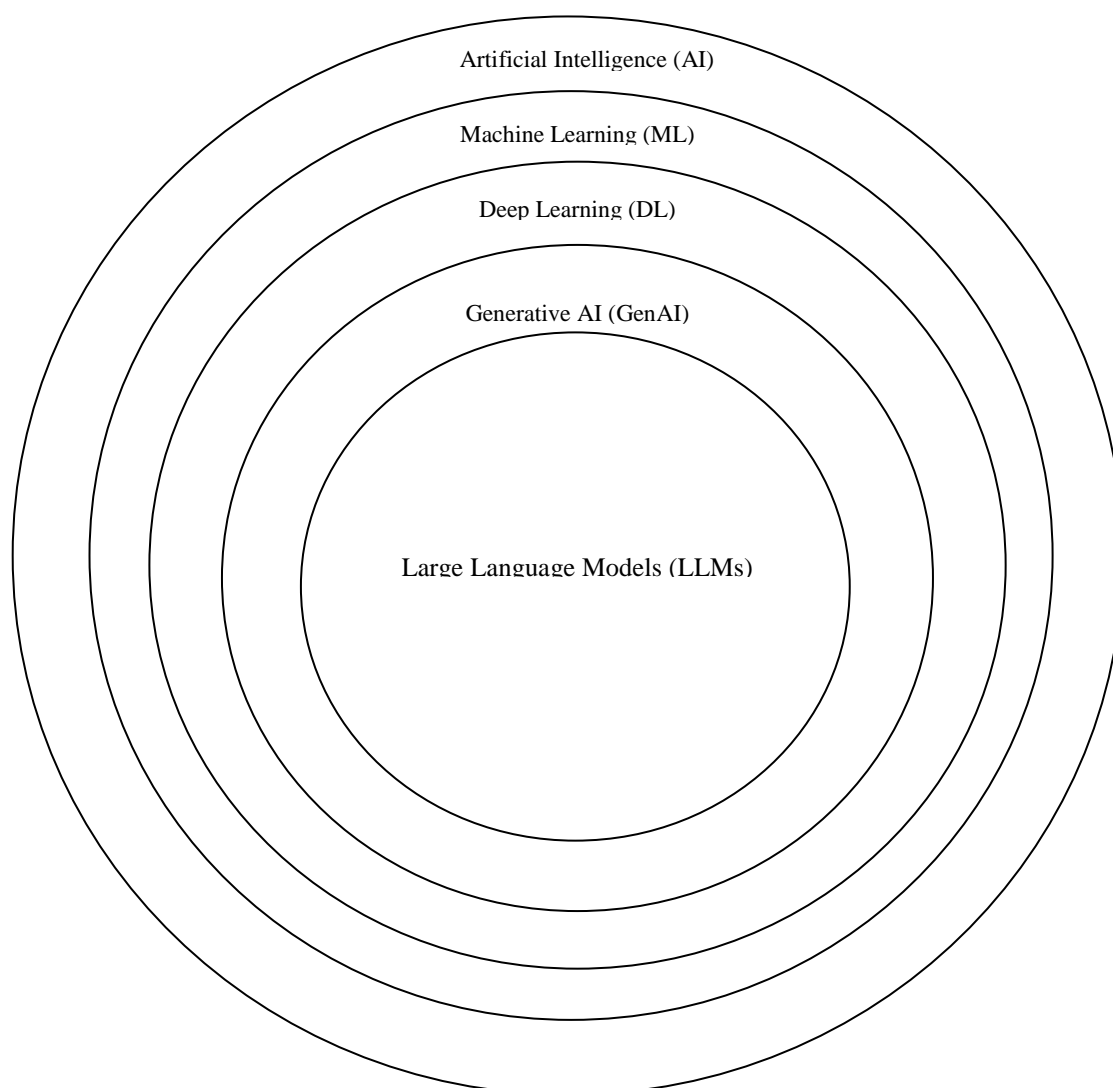 Artificial Intelligence (AI)
Machine Learning (ML)
Deep Learning (DL)
Generative AI (GenAI)
Large Language Models (LLMs)